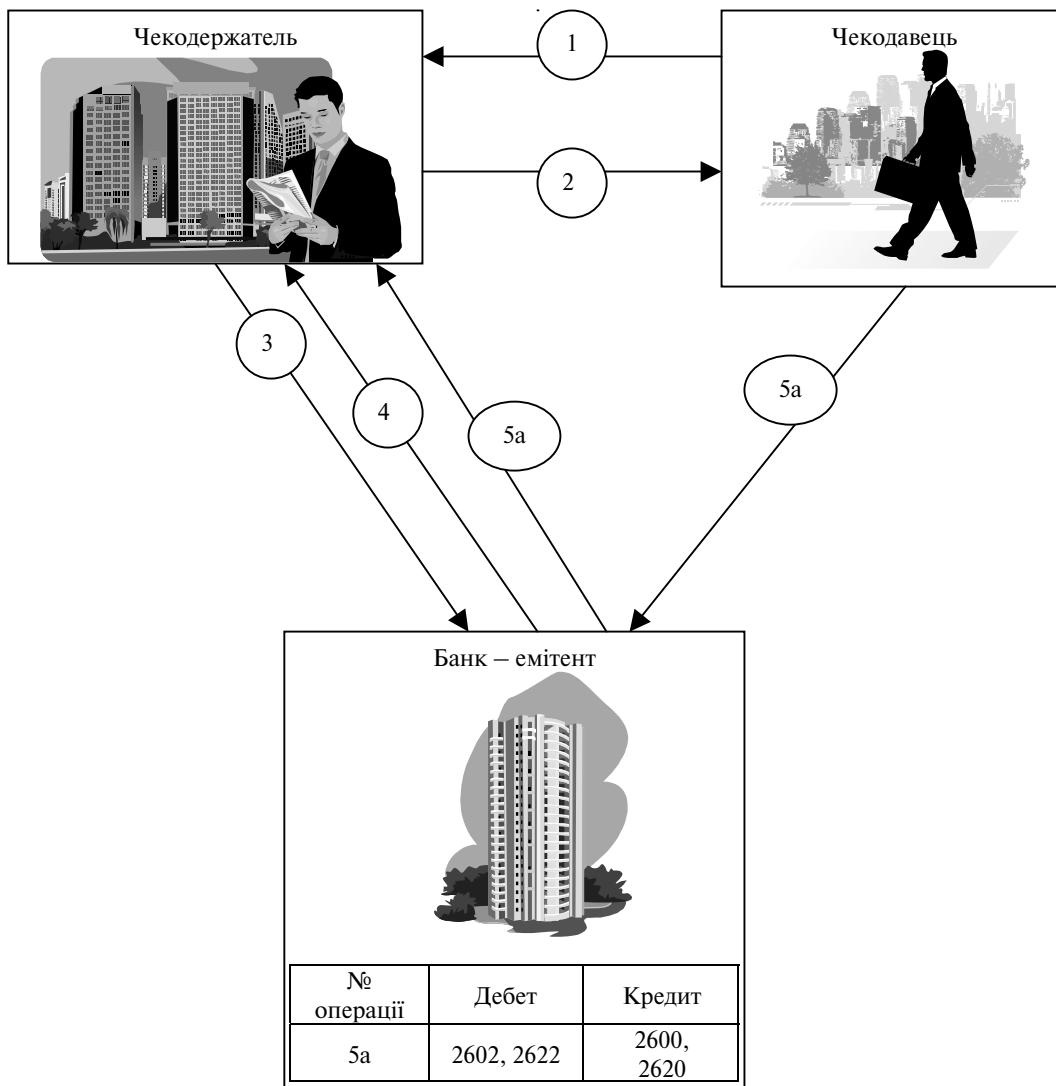 Чекодержатель
Чекодавець
1
2
3
4
5а
5а
Банк – емітент
№ операції
Дебет
Кредит
5а
2602, 2622
2600,
2620